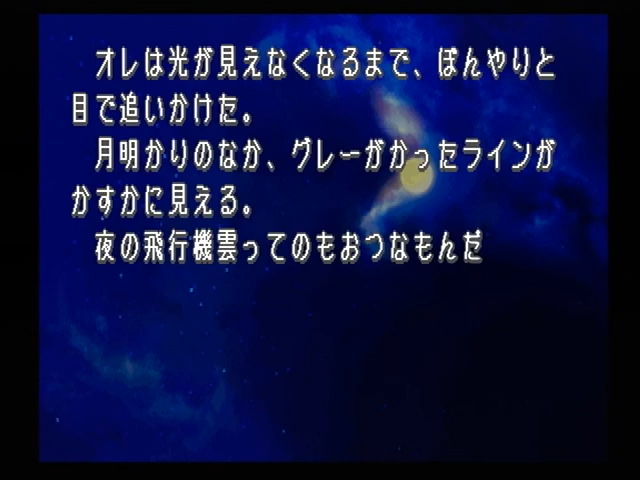 オレは光が見えなくなるまで、ぼんやりと
目で追いかけた。
　月明かりのなか、グレーがかったラインが
かすかに見える。
　夜の飛行機雲ってのもおつなもんだ